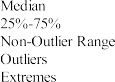 Median
25%-75%
Non-Outlier Range
Outliers
Extremes